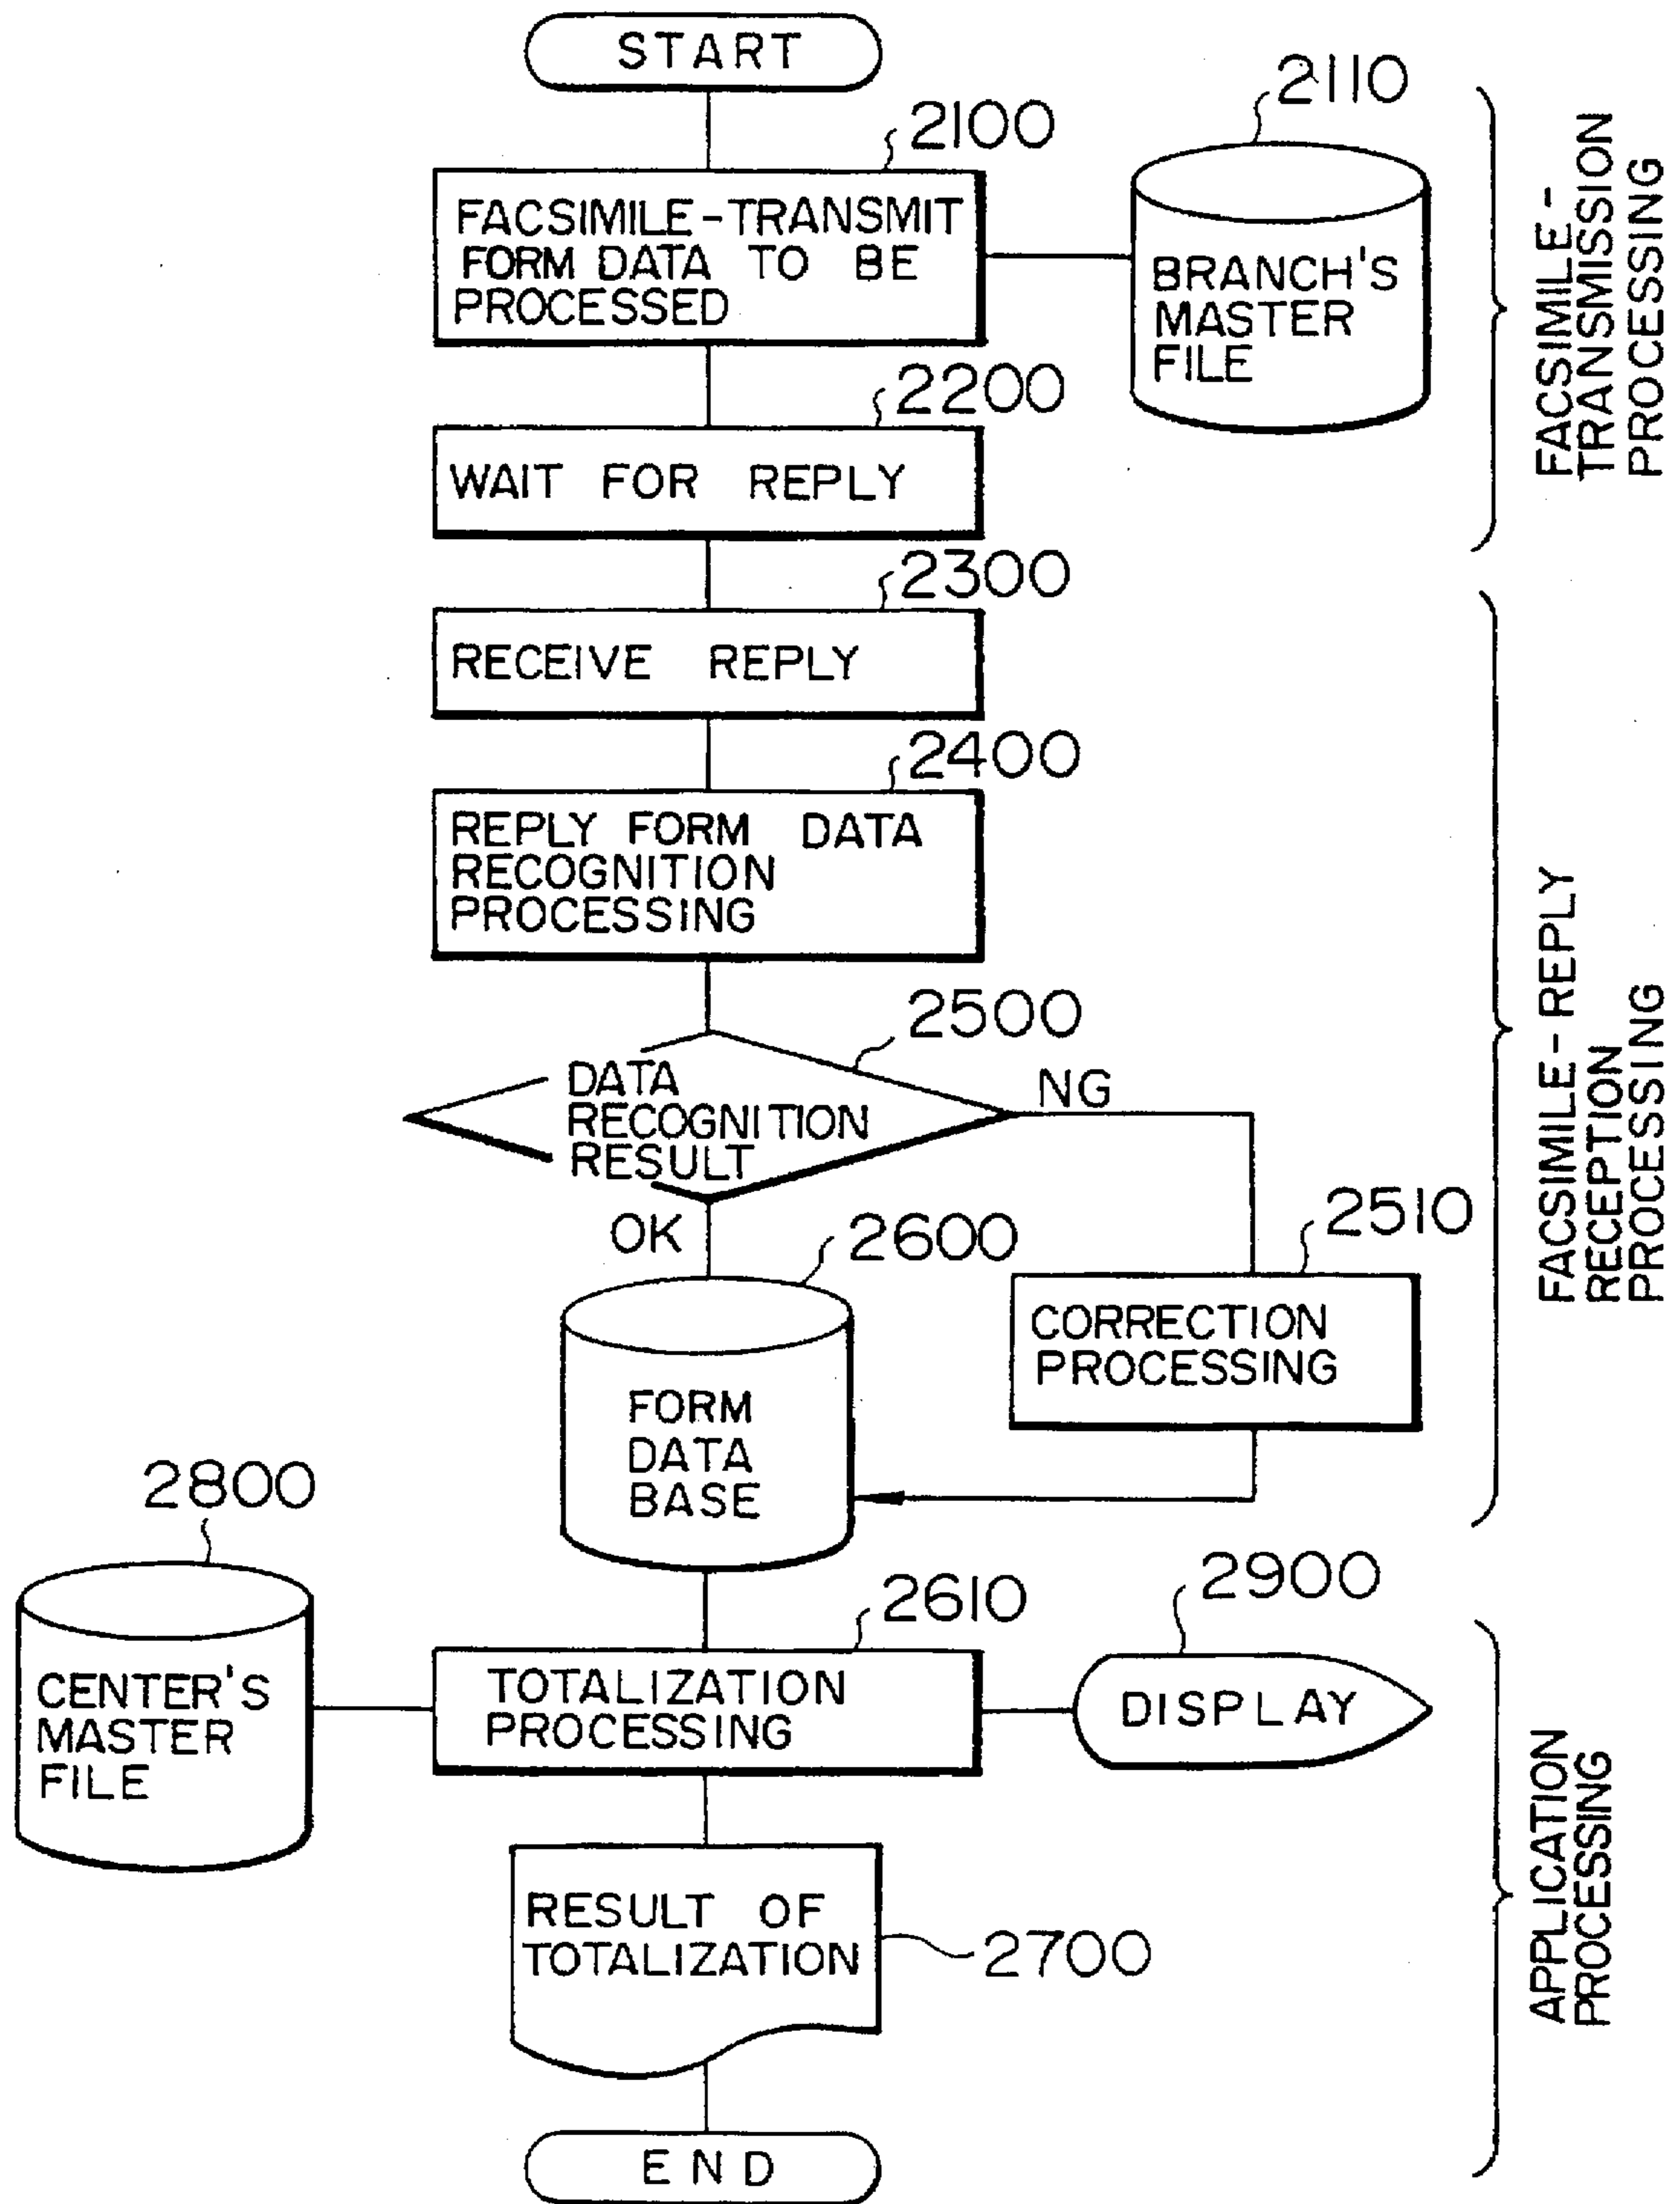 START
2100
2110
FACSIMILE-TRANSMIT
FORM DATA TO BE
PROCESSED
BRANCH'S
MASTER
FILE
FACSIMILE-
TRANSMISSION
PROCESSING
2200
WAIT FOR REPLY
2300
RECEIVE REPLY
2400
REPLY FORM DATA
RECOGNITION
PROCESSING
2500
DATA
RECOGNITION
RESULT
NG
OK
2510
CORRECTION
PROCESSING
2600
FORM
DATA
BASE
FACSIMILE-REPLY
RECEPTION
PROCESSING
2800
CENTER'S
MASTER
FILE
2610
TOTALIZATION
PROCESSING
2900
DISPLAY
RESULT OF
TOTALIZATION
2700
APPLICATION
PROCESSING
END